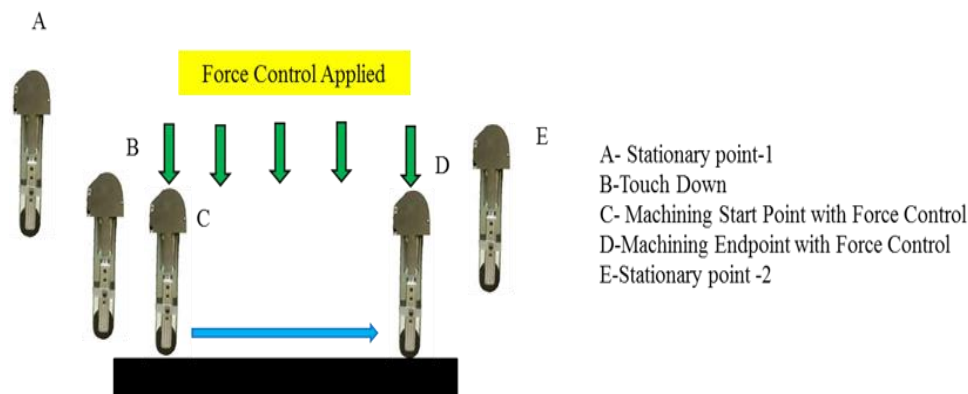 A
Force Control Applied
B
C
D
E
A- Stationary point-1
B-Touch Down
C- Machining Start Point with Force Control
D-Machining Endpoint with Force Control
E-Stationary point -2